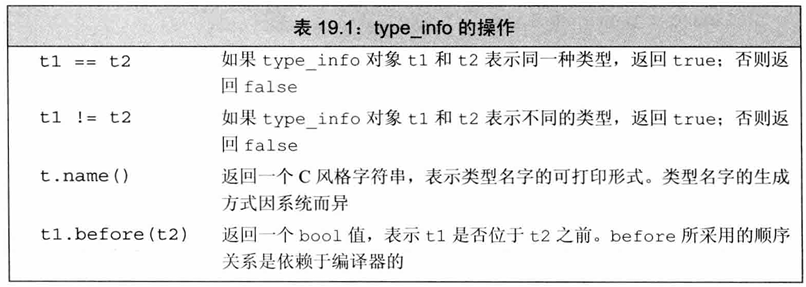 表 19.1：type_info 的操作
t1 == t2 如果 type_info 对象 t1 和 t2 表示同一种类型，返回 true；否则返
回 false
t1 != t2 如果 type_info 对象 t1 和 t2 表示不同的类型，返回 true；否则返
回 false
t.name() 返回一个 C 风格字符串，表示类型名字的可打印形式。类型名字的生成
方式因系统而异
t1.before(t2) 返回一个 bool 值，表示 t1 是否位于 t2 之前。before 所采用的顺序
关系是依赖于编译器的